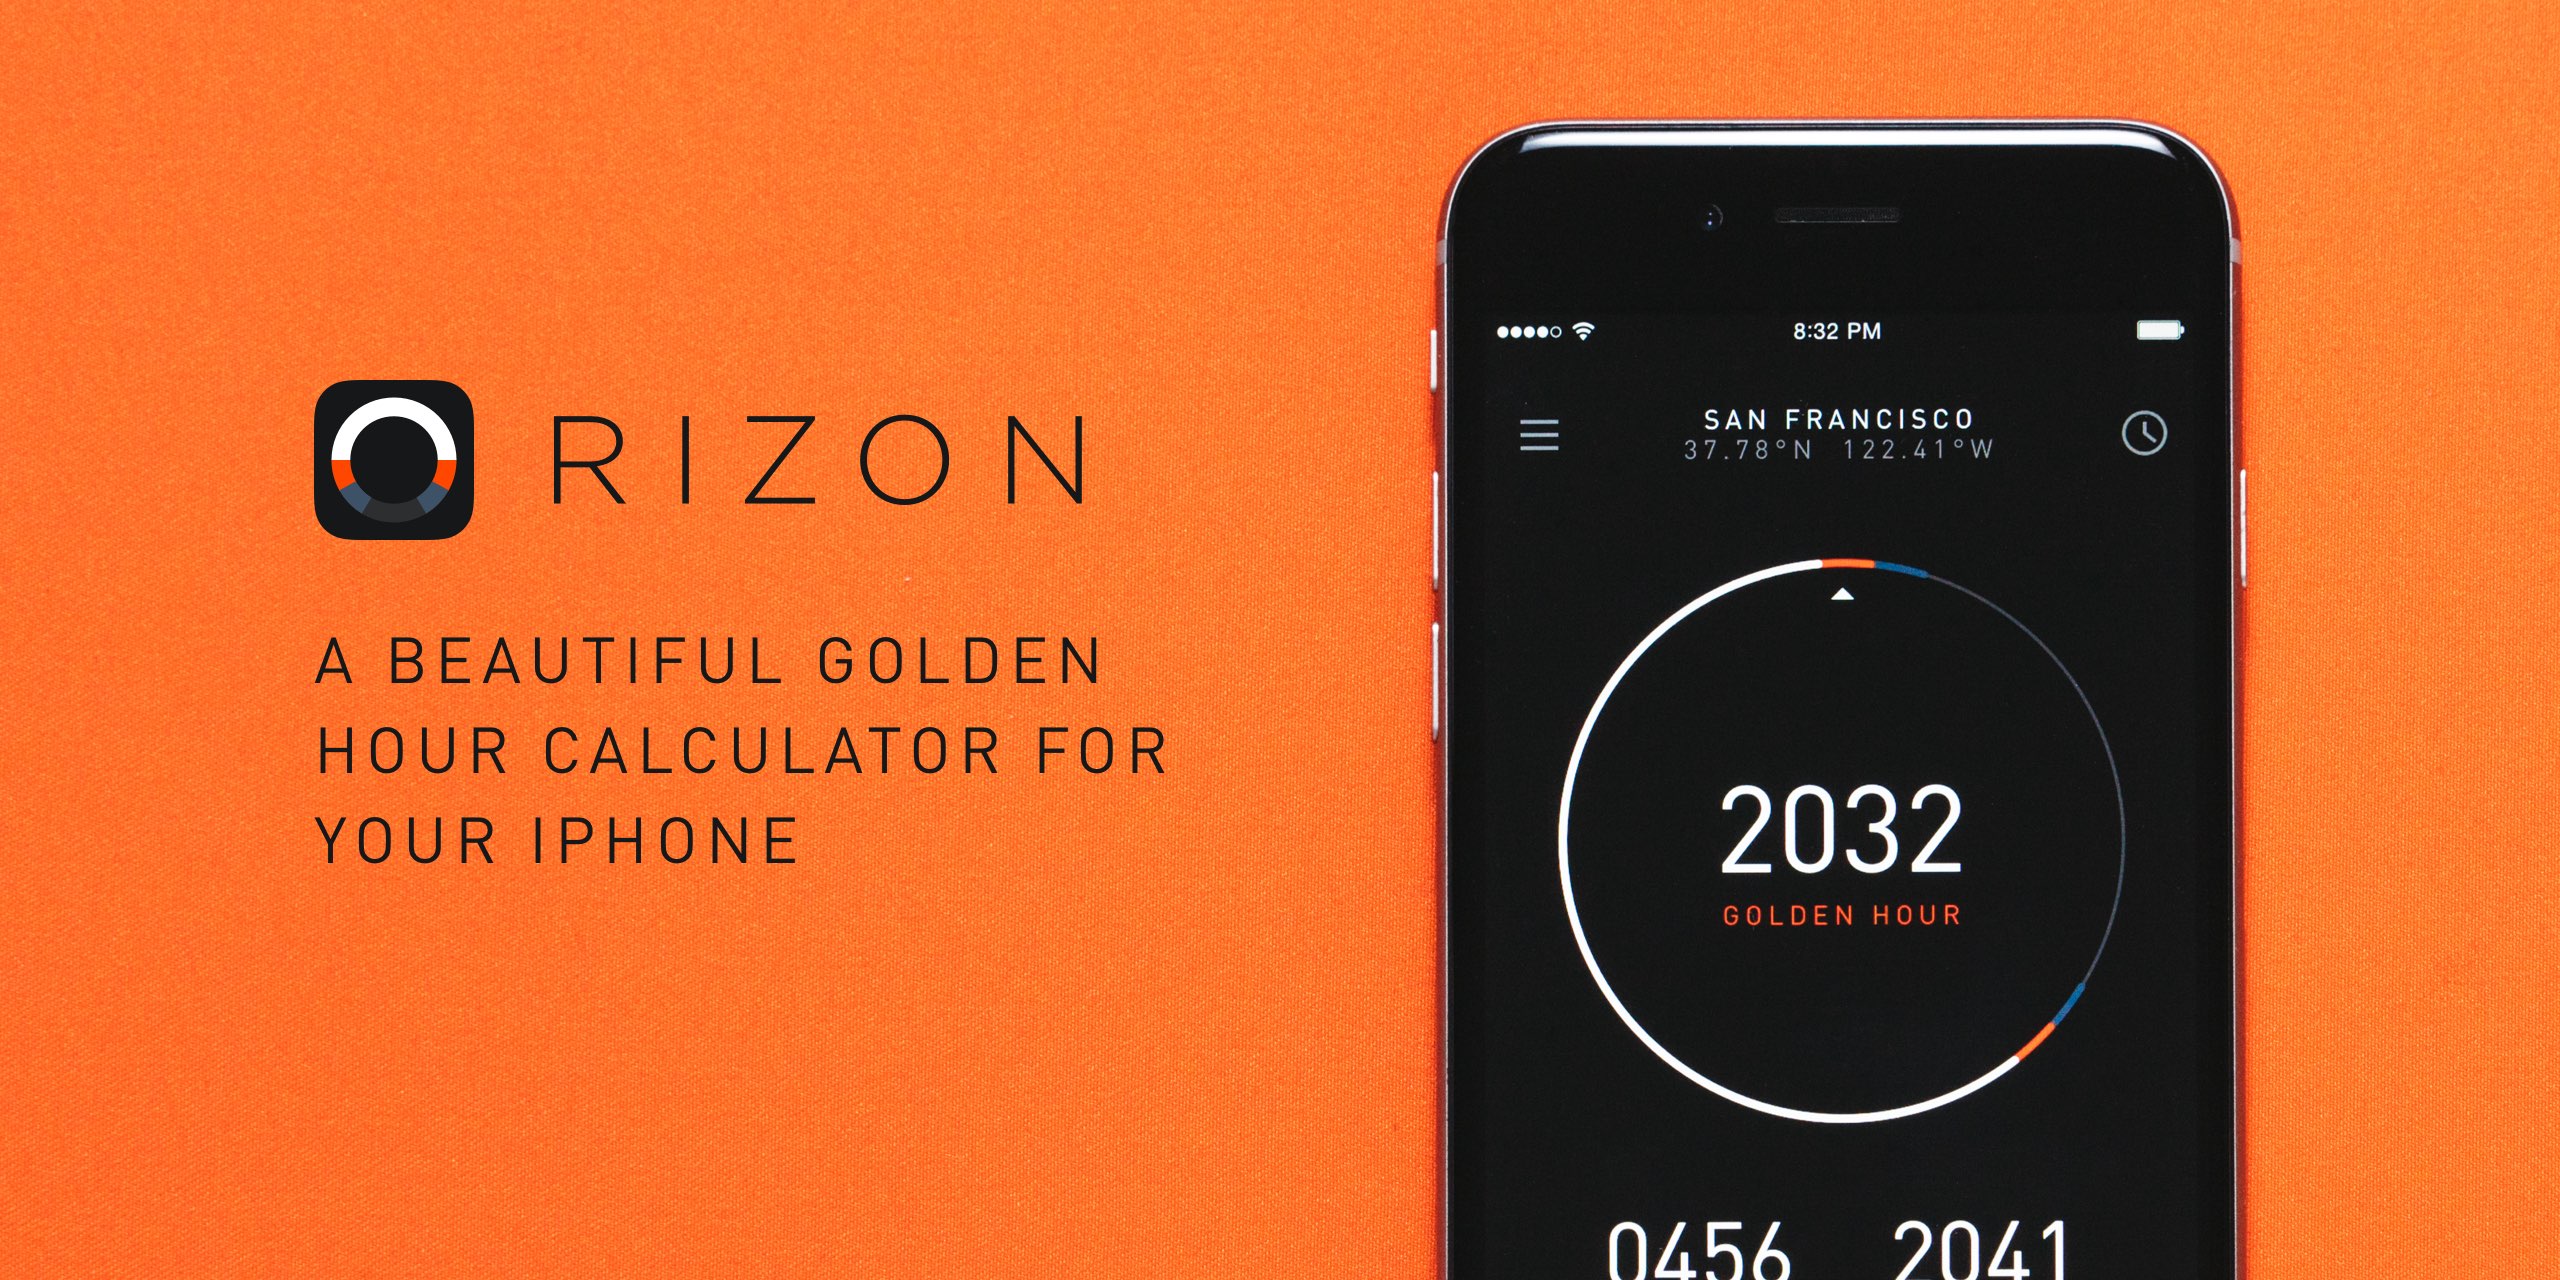 RIZON
A BEAUTIFUL GOLDEN
HOUR CALCULATOR FOR
YOUR IPHONE
8:32 PM
SAN FRANCISCO
37.78°N 122.41°W
2032
GOLDEN HOUR
0456 2041